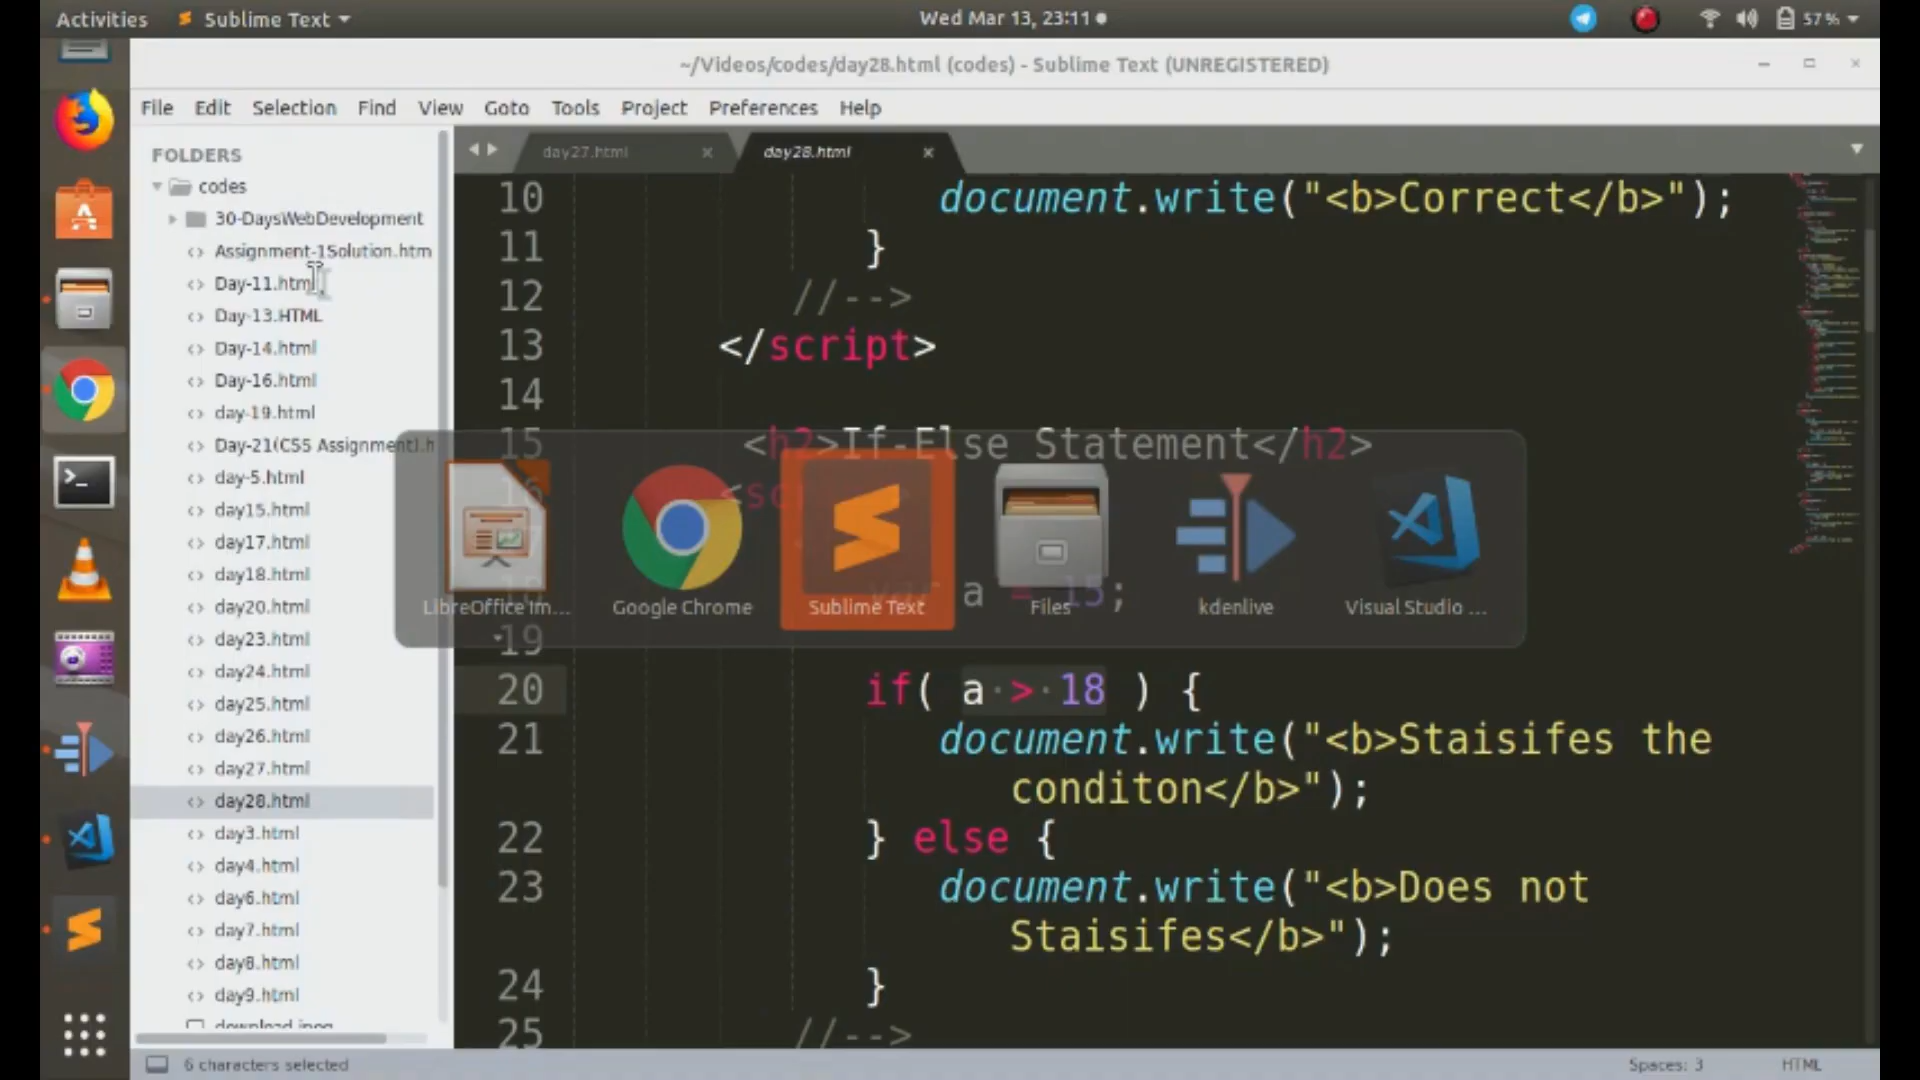 Activities
Sublime Text
Wed Mar 13, 23:11
57 %
~/Videos/codes/day28.html (codes) - Sublime Text (UNREGISTERED)
File Edit Selection Find View Goto Tools Project Preferences Help
FOLDERS
codes
30-DaysWebDevelopment
Assignment-1Solution.htm
Day-11.html
Day-13.HTML
Day-14.html
Day-16.html
day-19.html
Day-21(CSS Assignment).h
day-5.html
day15.html
day17.html
day18.html
day20.html
day23.html
day24.html
day25.html
day26.html
day27.html
day28.html
day3.html
day4.html
day6.html
day7.html
day8.html
day9.html
download.jpeg
day27.html
day28.html
10 document.write("<b>Correct</b>");
11 }
12 //-->
13 </script>
14
15 <h2>If-Else Statement</h2>
16 <sc
LibreOffice Im...
Google Chrome
Sublime Text
Files
kdenlive
Visual Studio ...
18 var a = 15;
19
20 if( a > 18 ) {
21 document.write("<b>Staisifes the
conditon</b>");
22 } else {
23 document.write("<b>Does not
Staisifes</b>");
24 }
25 //-->
6 characters selected
Spaces: 3
HTML